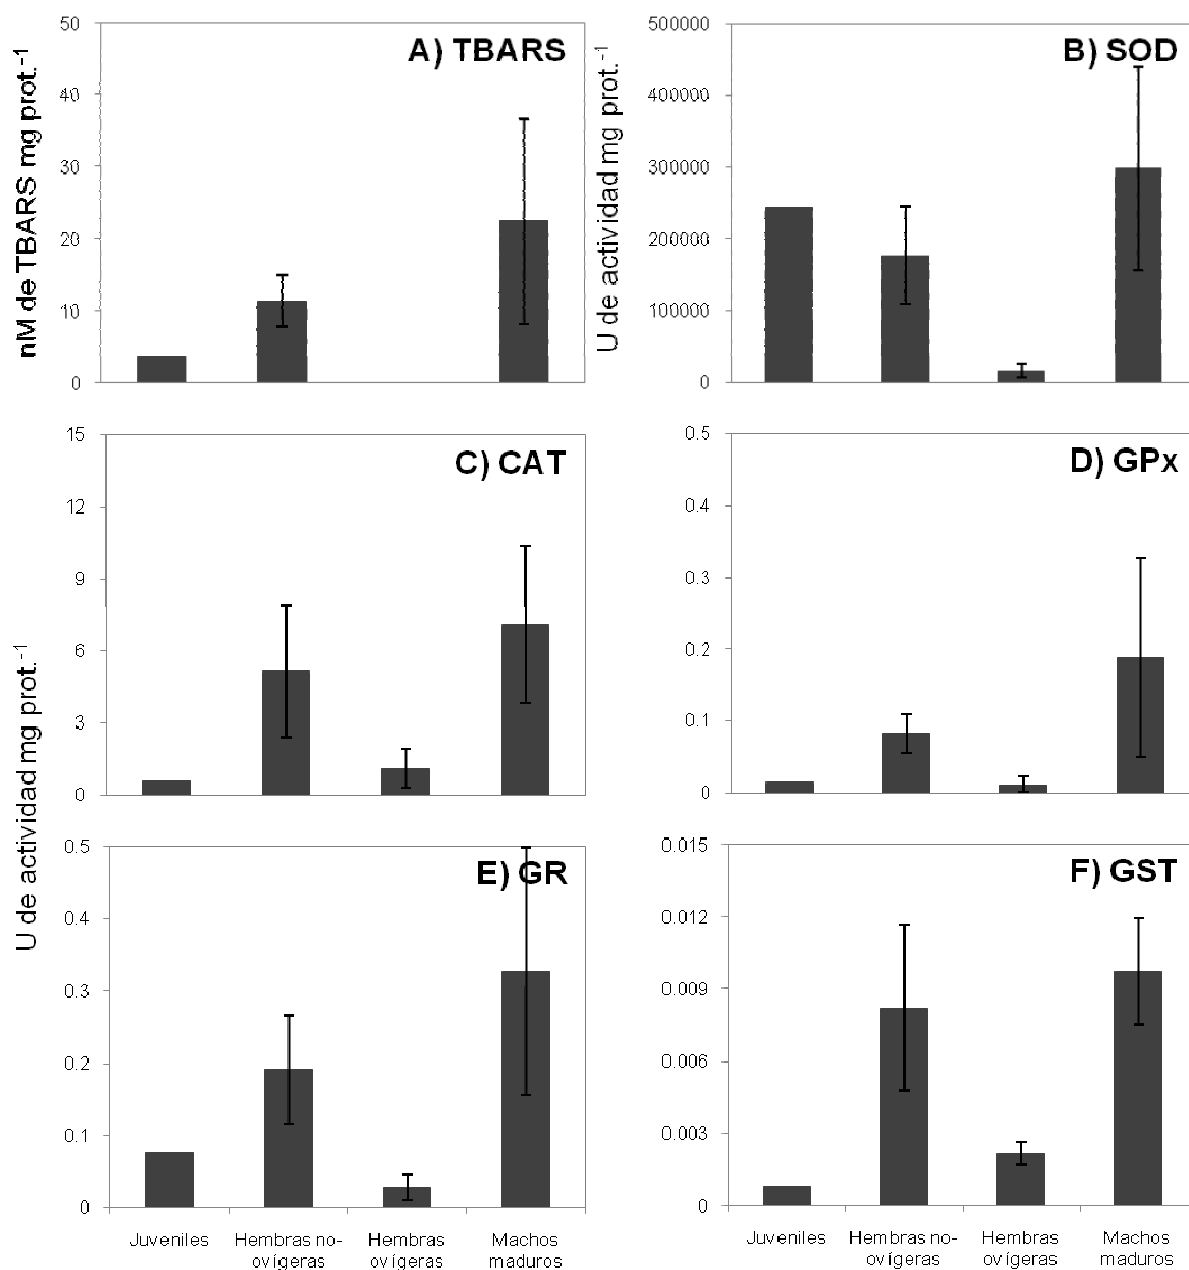 A) TBARS
nM de TBARS mg prot.-1
50
40
30
20
10
0
B) SOD
U de actividad mg prot.-1
500000
400000
300000
200000
100000
0
C) CAT
15
12
9
6
3
0
D) GPx
0.5
0.4
0.3
0.2
0.1
0
U de actividad mg prot.-1
E) GR
0.5
0.4
0.3
0.2
0.1
0
Juveniles
Hembras no-
ovígeras
Hembras
ovígeras
Machos
maduros
F) GST
0.015
0.012
0.009
0.006
0.003
0
Juveniles
Hembras no-
ovígeras
Hembras
ovígeras
Machos
maduros